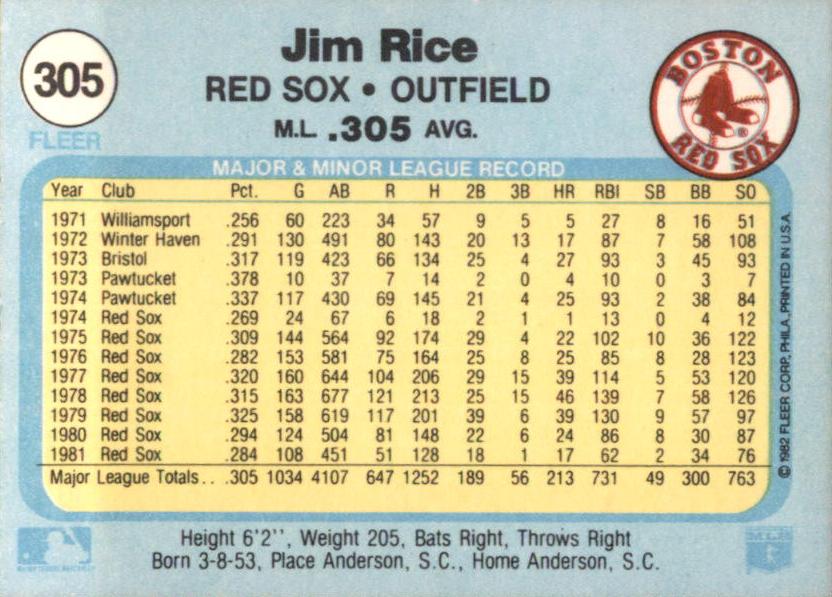 305
FLEER
Jim Rice
RED SOX • OUTFIELD
M.L. .305 AVG.
BOSTON
RED SOX
®
MAJOR & MINOR LEAGUE RECORD
Year Club Pct. G AB R H 2B 3B HR RBI SB BB SO
1971 Williamsport .256 60 223 34 57 9 5 5 27 8 16 51
1972 Winter Haven .291 130 491 80 143 20 13 17 87 7 58 108
1973 Bristol .317 119 423 66 134 25 4 27 93 3 45 93
1973 Pawtucket .378 10 37 7 14 2 0 4 10 0 3 7
1974 Pawtucket .337 117 430 69 145 21 4 25 93 2 38 84
1974 Red Sox .269 24 67 6 18 2 1 1 13 0 4 12
1975 Red Sox .309 144 564 92 174 29 4 22 102 10 36 122
1976 Red Sox .282 153 581 75 164 25 8 25 85 8 28 123
1977 Red Sox .320 160 644 104 206 29 15 39 114 5 53 120
1978 Red Sox .315 163 677 121 213 25 15 46 139 7 58 126
1979 Red Sox .325 158 619 117 201 39 6 39 130 9 57 97
1980 Red Sox .294 124 504 81 148 22 6 24 86 8 30 87
1981 Red Sox .284 108 451 51 128 18 1 17 62 2 34 76
Major League Totals . . .305 1034 4107 647 1252 189 56 213 731 49 300 763
©1982 FLEER CORP. PHILA., PRINTED IN U.S.A.
Height 6'2'', Weight 205, Bats Right, Throws Right
Born 3-8-53, Place Anderson, S.C., Home Anderson, S.C.